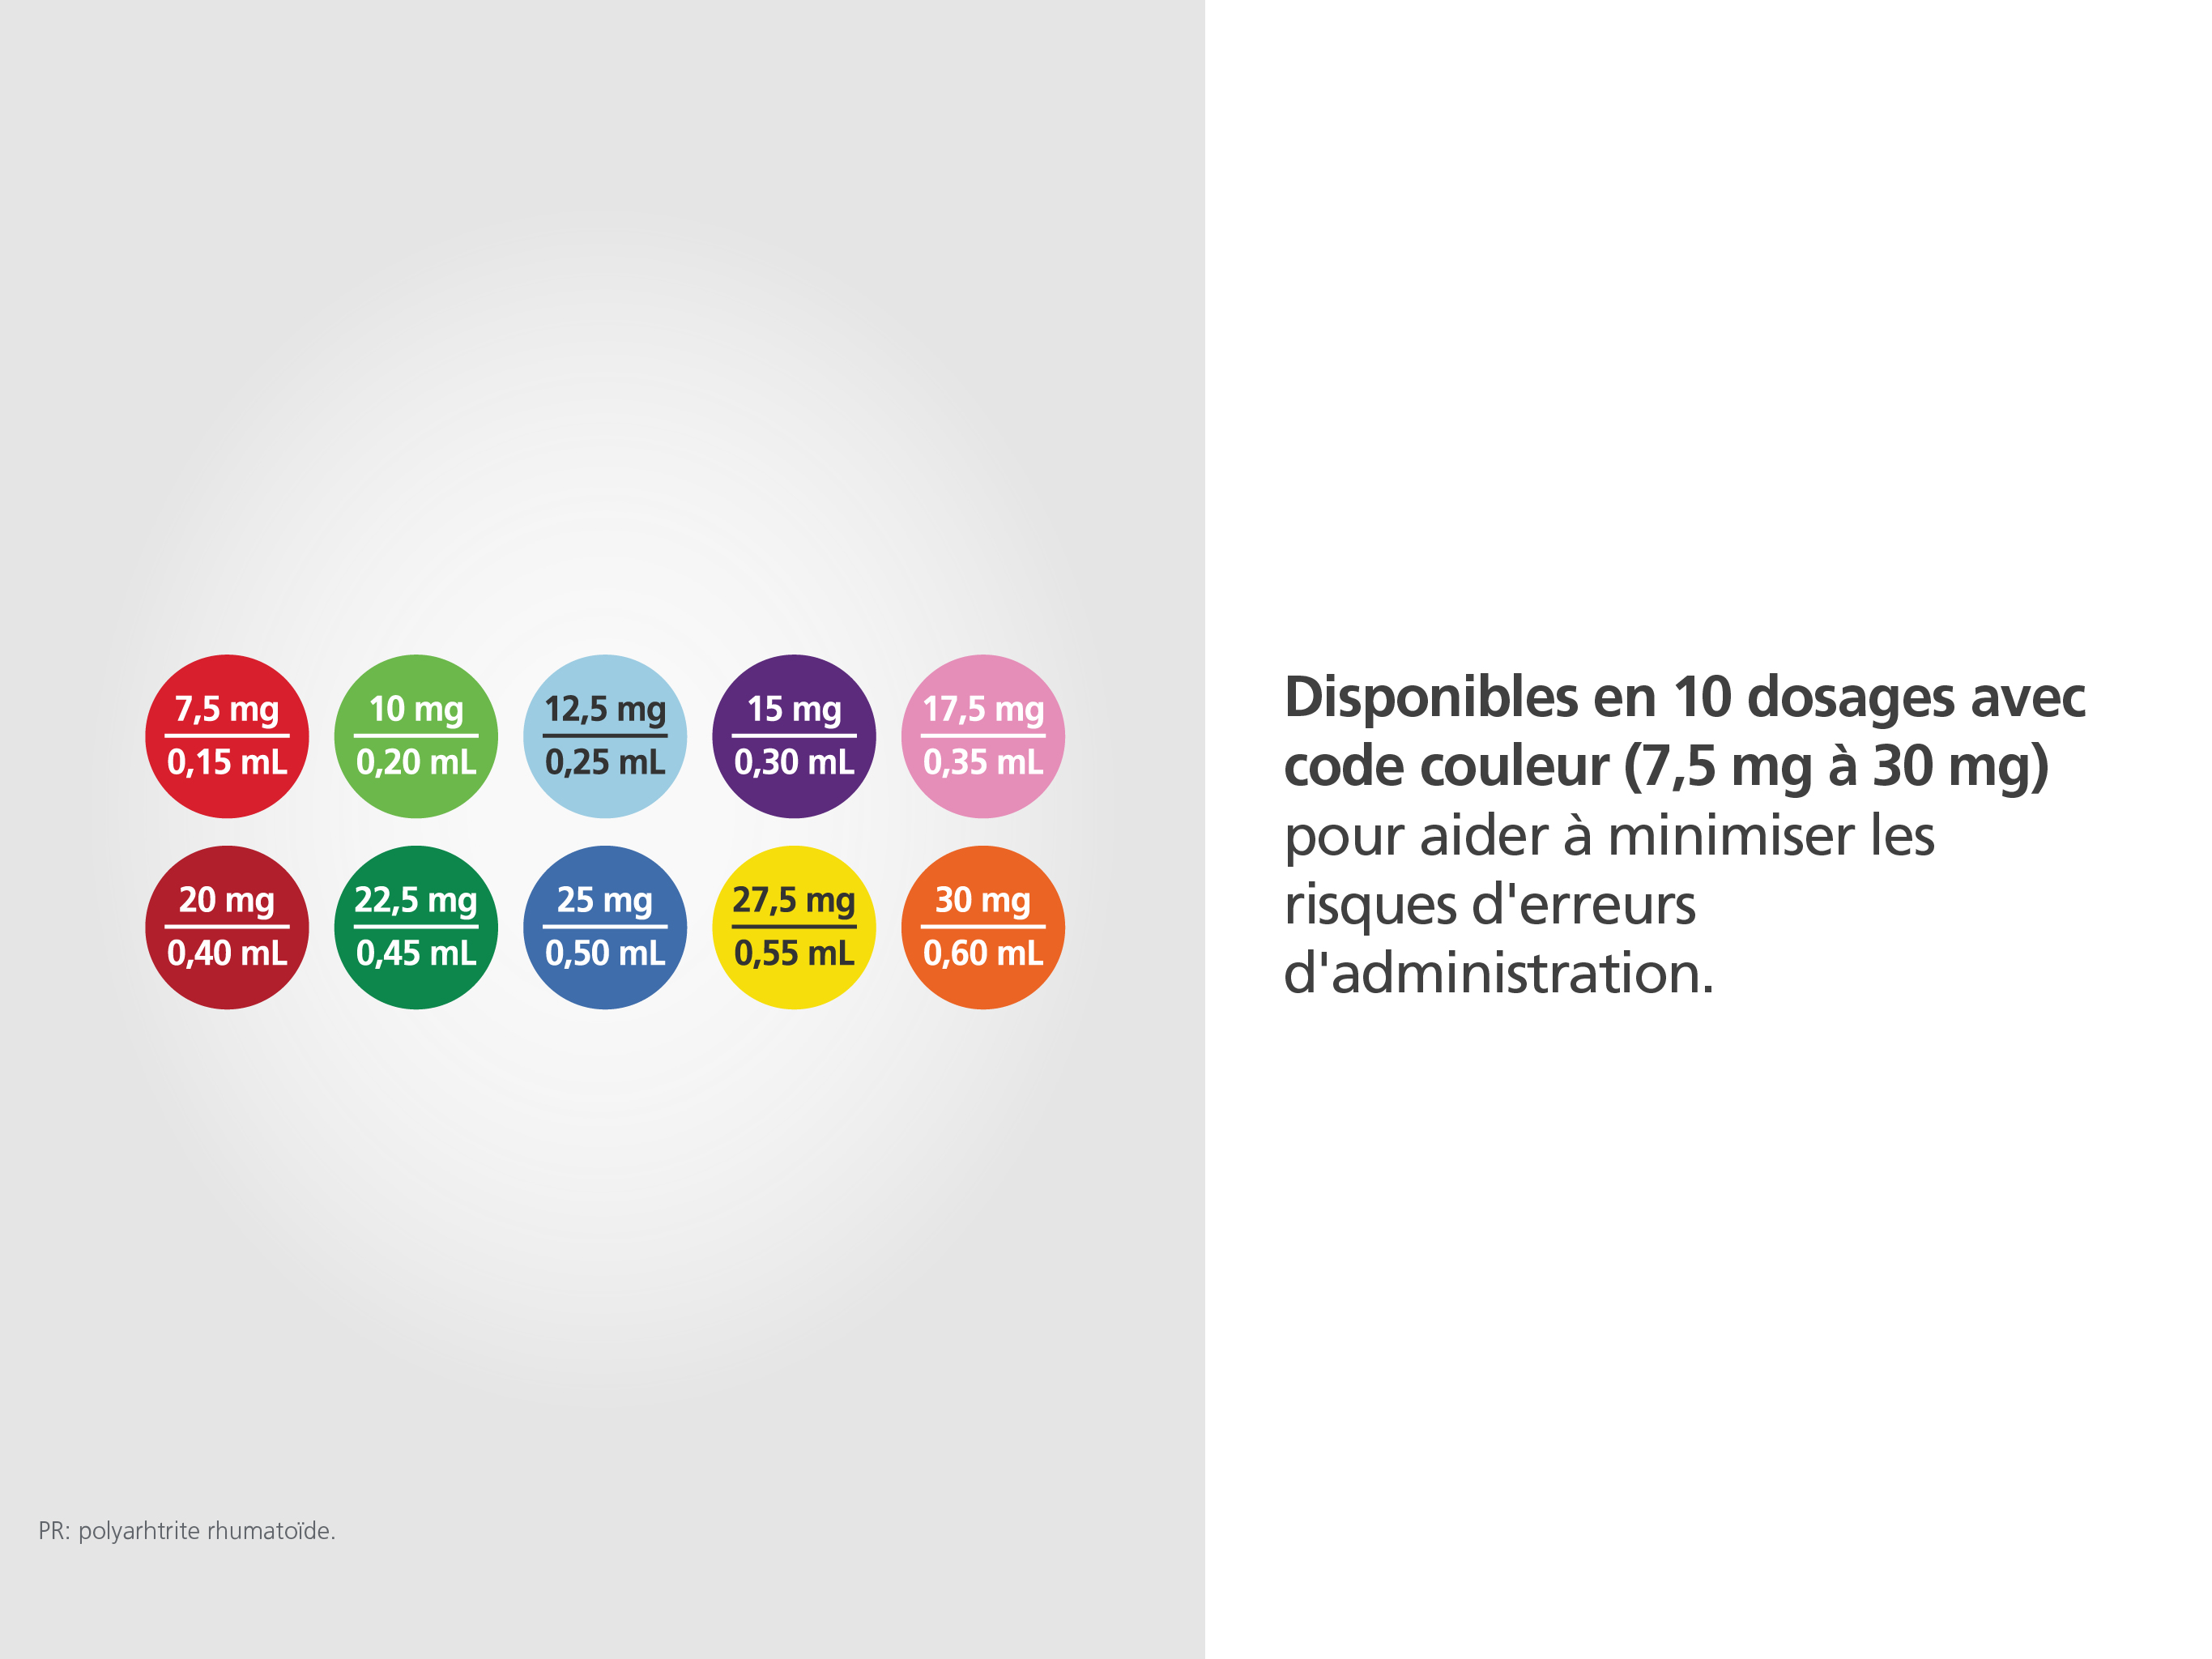 7,5 mg
0,15 mL
10 mg
0,20 mL
12,5 mg
0,25 mL
15 mg
0,30 mL
17,5 mg
0,35 mL
20 mg
0,40 mL
22,5 mg
0,45 mL
25 mg
0,50 mL
27,5 mg
0,55 mL
30 mg
0,60 mL
Disponibles en 10 dosages avec
code couleur (7,5 mg à 30 mg)
pour aider à minimiser les
risques d'erreurs
d'administration.
PR: polyarhtrite rhumatoïde.